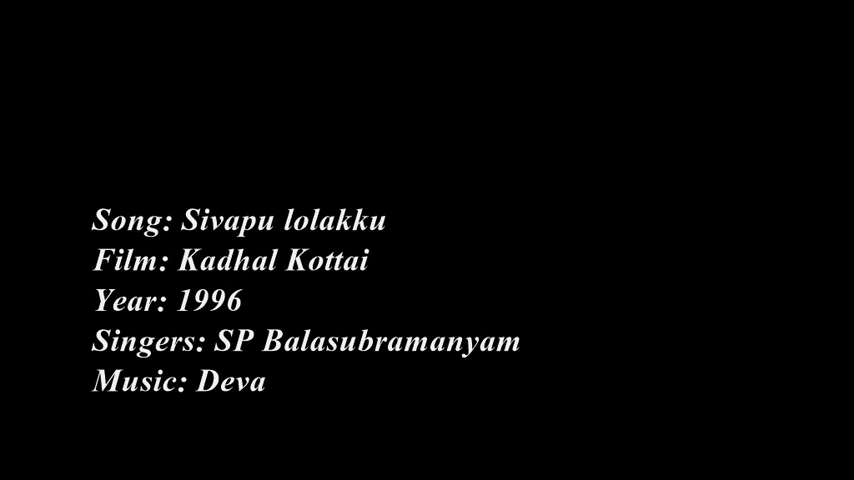 Song: Sivapu lolakku
Film: Kadhal Kottai
Year: 1996
Singers: SP Balasubramanyam
Music: Deva